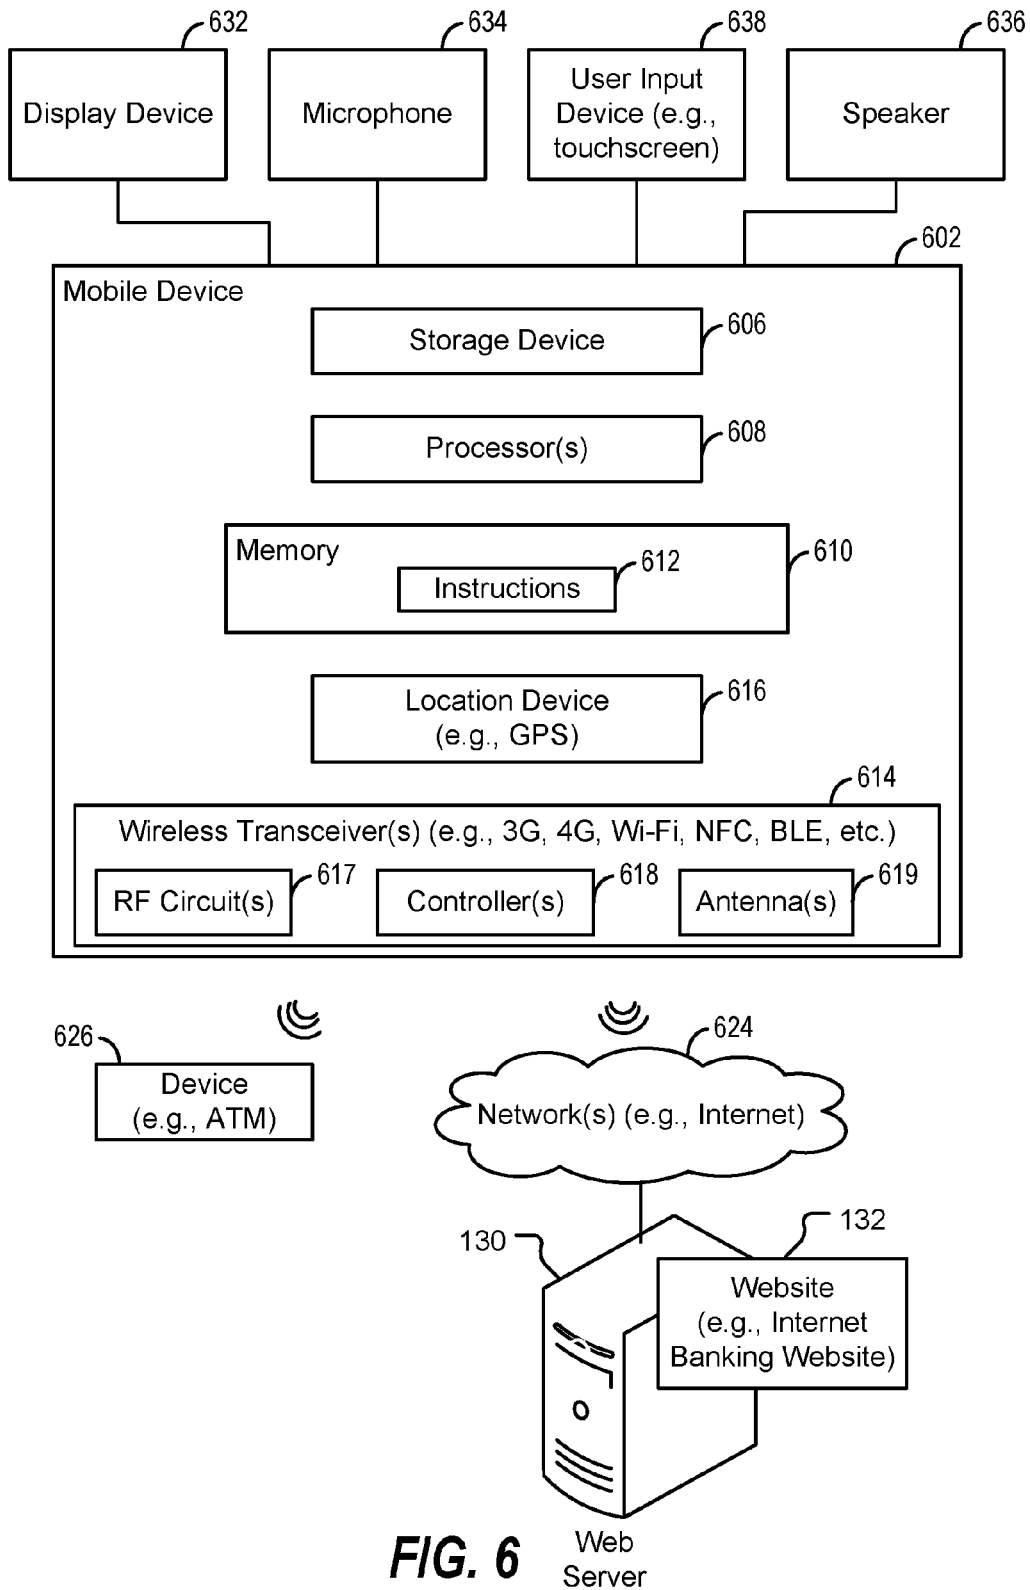 632
634
638
636
Display Device
Microphone
User Input
Device (e.g.,
touchscreen)
Speaker
602
Mobile Device
606
Storage Device
608
Processor(s)
Memory
610
612
Instructions
616
Location Device
(e.g., GPS)
614
Wireless Transceiver(s) (e.g., 3G, 4G, Wi-Fi, NFC, BLE, etc.)
617
618
619
RF Circuit(s)
Controller(s)
Antenna(s)
626
624
Device
(e.g., ATM)
Network(s) (e.g., Internet)
130
132
Website
(e.g., Internet
Banking Website)
Web
Server
FIG. 6